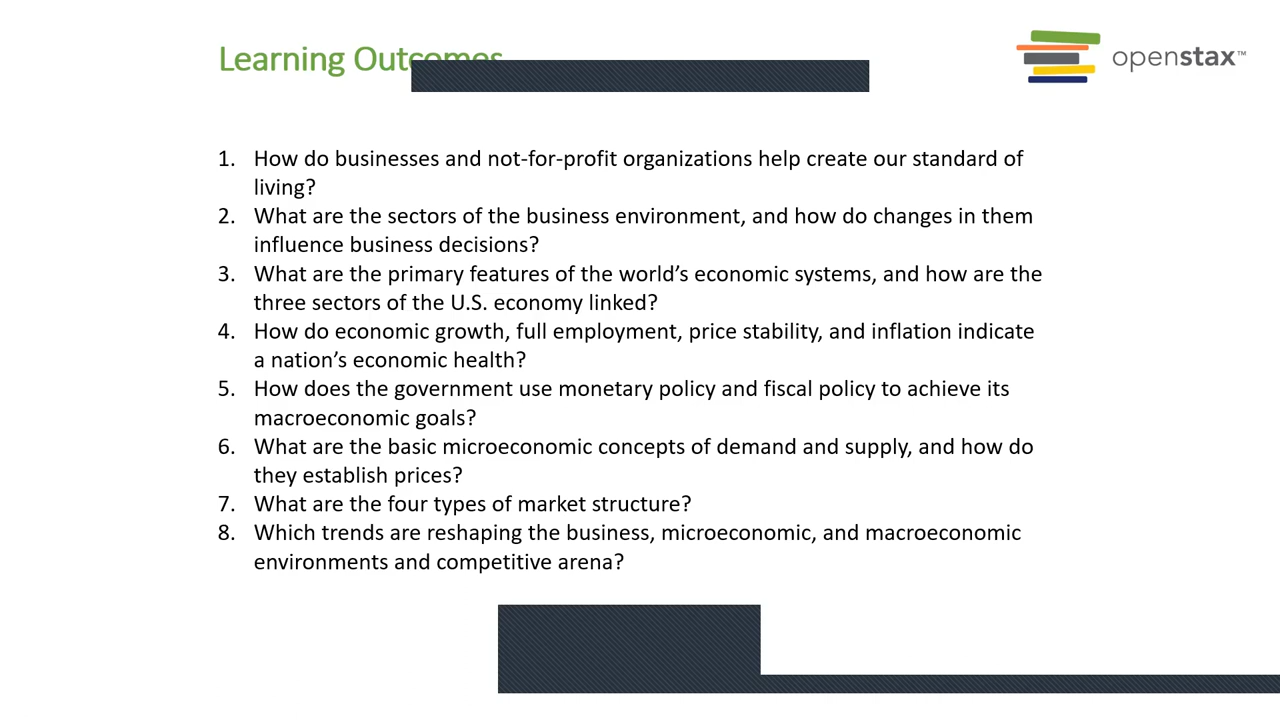 Learning Outcomes
openstax™
1. How do businesses and not-for-profit organizations help create our standard of
living?
2. What are the sectors of the business environment, and how do changes in them
influence business decisions?
3. What are the primary features of the world’s economic systems, and how are the
three sectors of the U.S. economy linked?
4. How do economic growth, full employment, price stability, and inflation indicate
a nation’s economic health?
5. How does the government use monetary policy and fiscal policy to achieve its
macroeconomic goals?
6. What are the basic microeconomic concepts of demand and supply, and how do
they establish prices?
7. What are the four types of market structure?
8. Which trends are reshaping the business, microeconomic, and macroeconomic
environments and competitive arena?